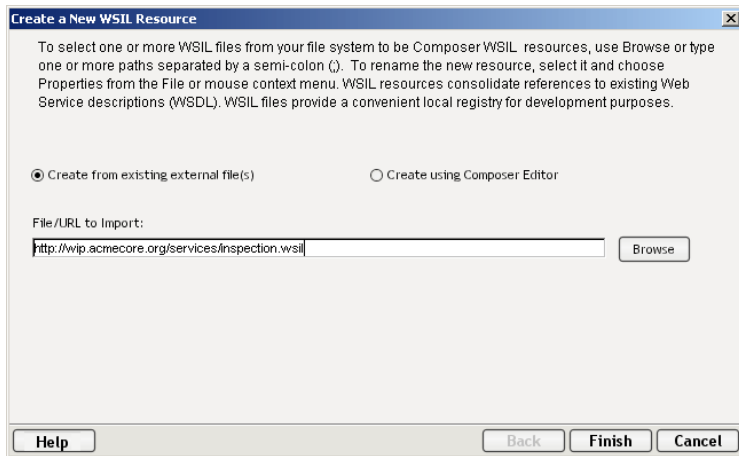 Create a New WSIL Resource
To select one or more WSIL files from your file system to be Composer WSIL resources, use Browse or type
one or more paths separated by a semi-colon (;). To rename the new resource, select it and choose
Properties from the File or mouse context menu. WSIL resources consolidate references to existing Web
Service descriptions (WSDL). WSIL files provide a convenient local registry for development purposes.
Create from existing external file(s) Create using Composer Editor
File/URL to Import:
http://wip.acmecore.org/services/inspection.wsil Browse
Help Back Finish Cancel